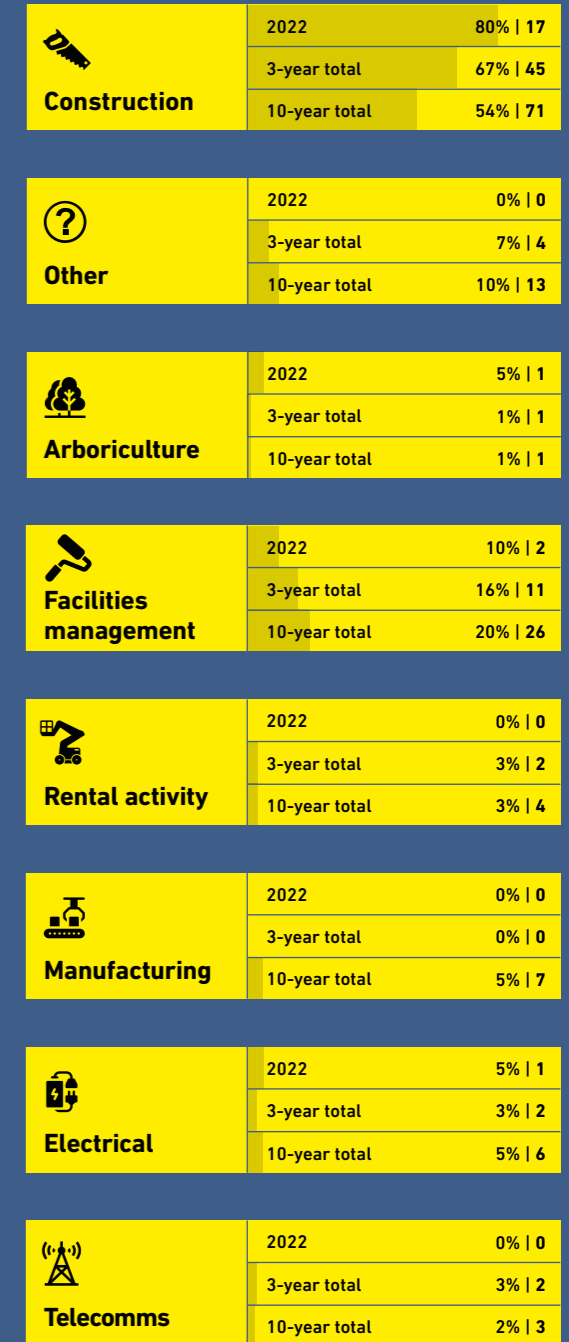 Construction
2022 80% | 17
3-year total 67% | 45
10-year total 54% | 71
?
Other
2022 0% | 0
3-year total 7% | 4
10-year total 10% | 13
Arboriculture
2022 5% | 1
3-year total 1% | 1
10-year total 1% | 1
Facilities
management
2022 10% | 2
3-year total 16% | 11
10-year total 20% | 26
Rental activity
2022 0% | 0
3-year total 3% | 2
10-year total 3% | 4
Manufacturing
2022 0% | 0
3-year total 0% | 0
10-year total 5% | 7
Electrical
2022 5% | 1
3-year total 3% | 2
10-year total 5% | 6
Telecomms
2022 0% | 0
3-year total 3% | 2
10-year total 2% | 3